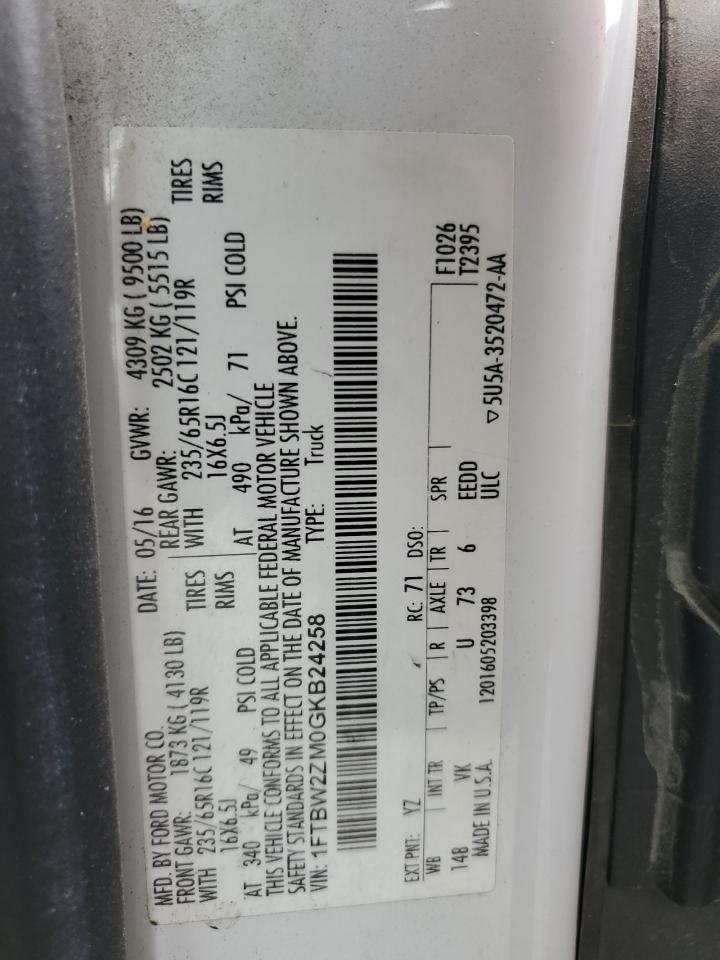 MFD. BY FORD MOTOR CO. DATE: 05/16 GVWR: 4309 KG ( 9500 LB)
FRONT GAWR: 1873 KG ( 4130 LB) REAR GAWR: 2502 KG ( 5515 LB)
WITH 235/65R16C 121/119R TIRES WITH 235/65R16C 121/119R TIRES
16X6.5J RIMS 16X6.5J RIMS
AT 340 kPa/ 49 PSI COLD AT 490 kPa/ 71 PSI COLD
THIS VEHICLE CONFORMS TO ALL APPLICABLE FEDERAL MOTOR VEHICLE
SAFETY STANDARDS IN EFFECT ON THE DATE OF MANUFACTURE SHOWN ABOVE.
VIN: 1FTBW2ZM0GKB24258 TYPE: Truck
EXT PNT: YZ RC: 71 DSO:
WB INT TR TP/PS R AXLE TR SPR F1026
148 VK U 73 6 EEDD T2395
MADE IN U.S.A. 1201605203398 ULC
▽5U5A-3520472-AA